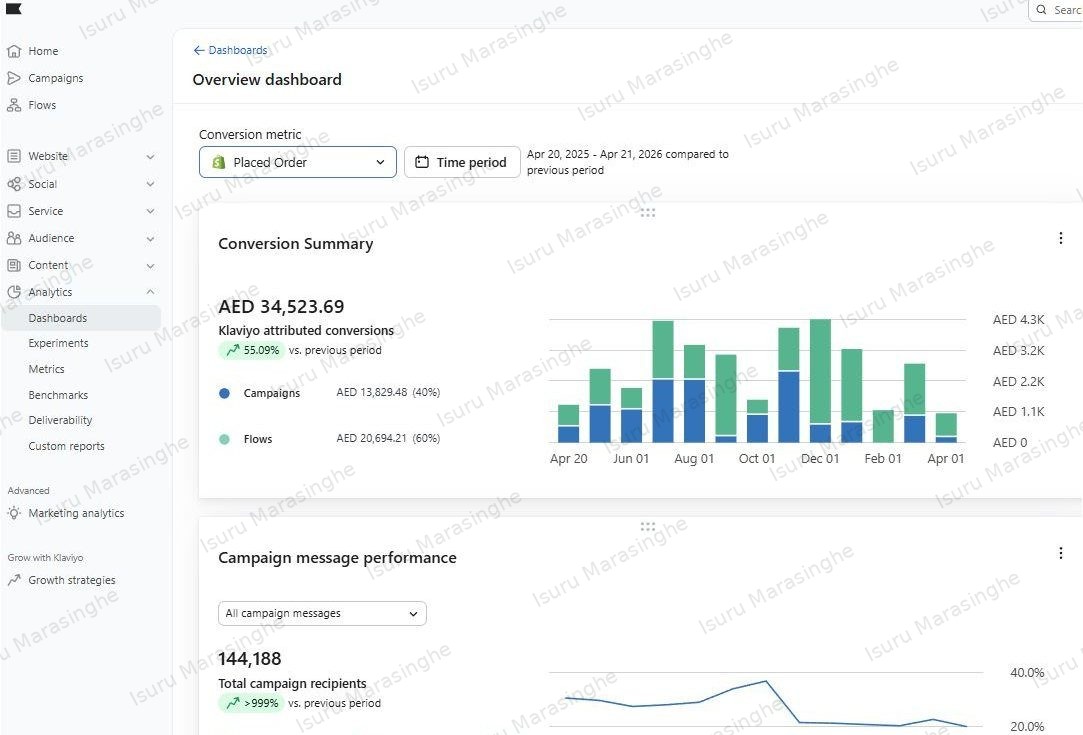 Searc
Home
Campaigns
Flows
Website
Social
Service
Audience
Content
Analytics
Dashboards
Experiments
Metrics
Benchmarks
Deliverability
Custom reports
Advanced
Marketing analytics
Grow with Klaviyo
Growth strategies
Dashboards
Overview dashboard
Conversion metric
Placed Order
Time period
Apr 20, 2025 - Apr 21, 2026 compared to
previous period
Conversion Summary
AED 34,523.69
Klaviyo attributed conversions
55.09% vs. previous period
Campaigns AED 13,829.48 (40%)
Flows AED 20,694.21 (60%)
AED 4.3K
AED 3.2K
AED 2.2K
AED 1.1K
AED 0
Apr 20 Jun 01 Aug 01 Oct 01 Dec 01 Feb 01 Apr 01
Campaign message performance
All campaign messages
144,188
Total campaign recipients
>999% vs. previous period
40.0%
20.0%
Isuru Marasinghe